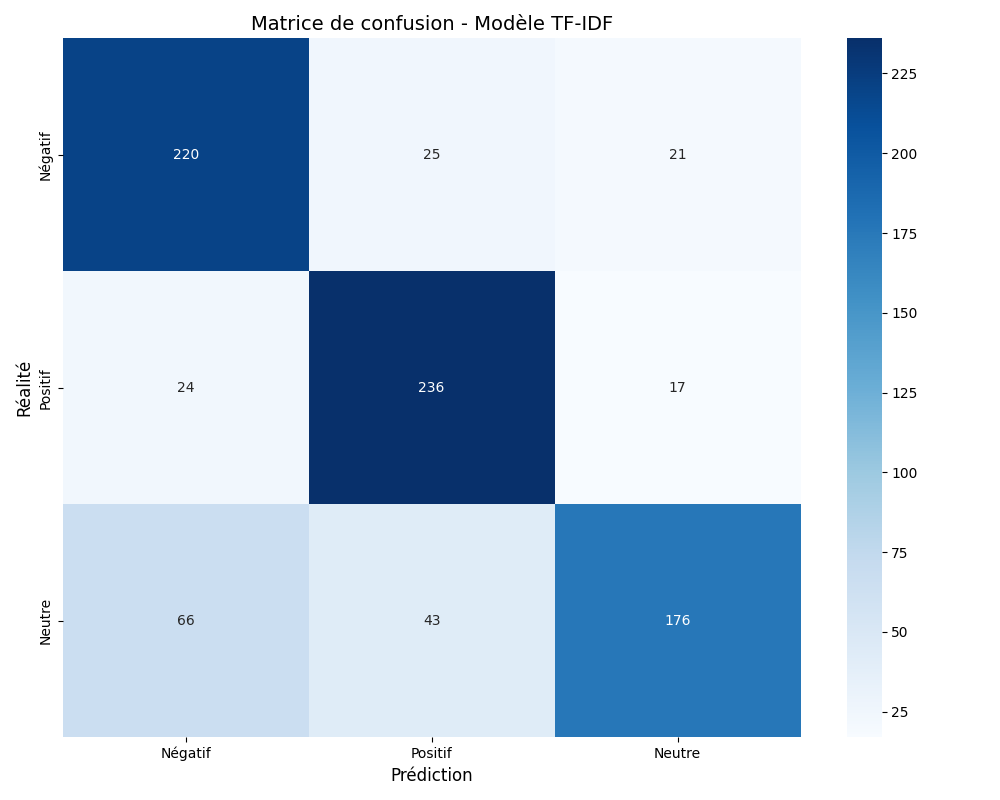 Matrice de confusion - Modèle TF-IDF
Réalité
Négatif
220 25 21
Positif
24 236 17
Neutre
66 43 176
Négatif Positif Neutre
Prédiction
225
200
175
150
125
100
75
50
25